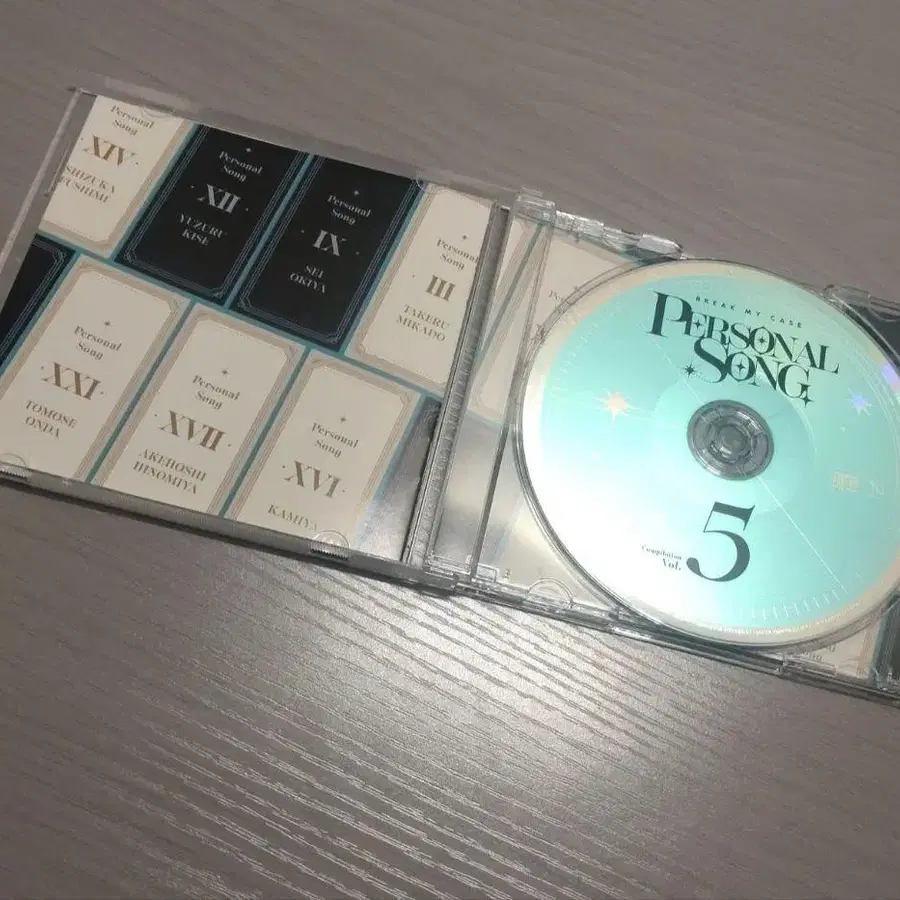 Personal
Song
XIV
SHIZUKA
FUSHIMI
Personal
Song
XII
YUZURU
KISE
Personal
Song
IX
SEI
OKIYA
Personal
Song
III
TAKERU
MIKADO
Personal
Song
XXI
TOMOSE
ONDA
Personal
Song
XVII
AKEHOSHI
HINOMIYA
Personal
Song
XVI
KAMIYA
BREAK MY CASE
PERSONAL
SONG
Compilation
Vol. 5